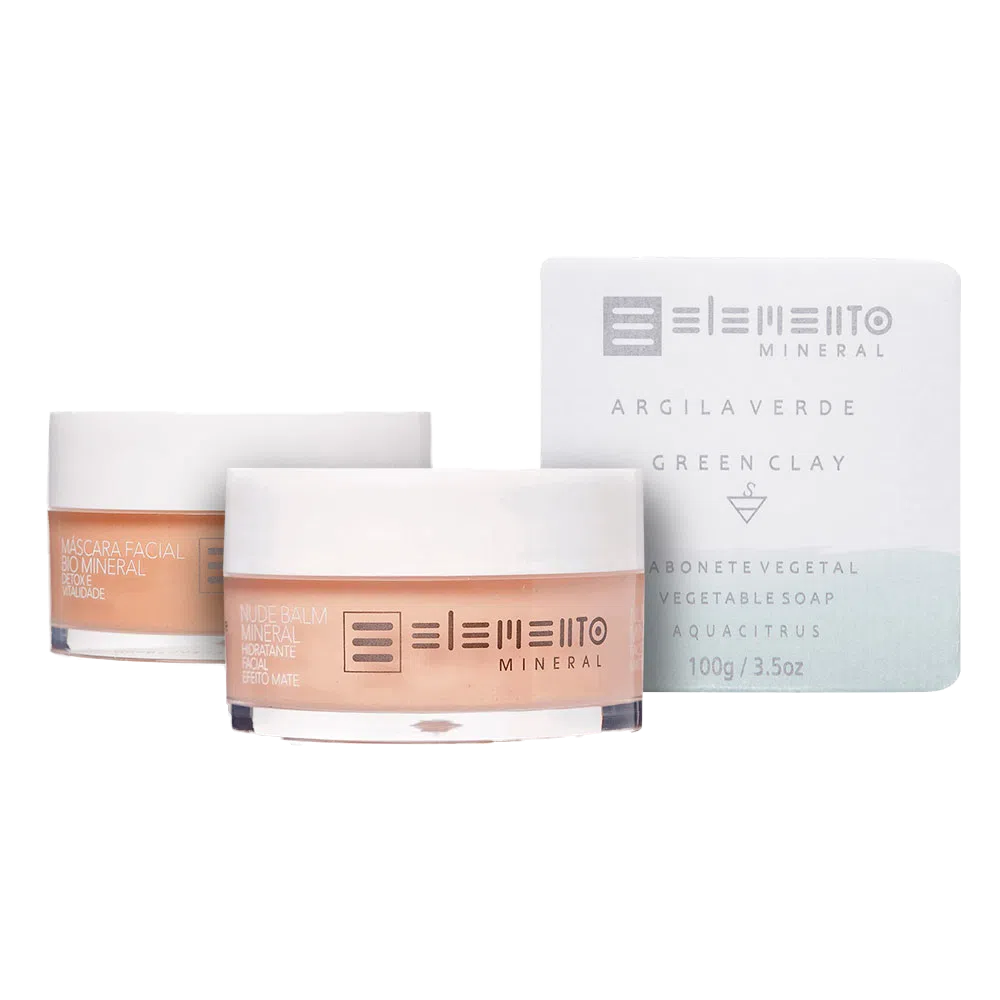 MÁSCARA FACIAL
BIO MINERAL
DETOX E
VITALIDADE
NUDE BALM
MINERAL
HIDRATANTE
FACIAL
EFEITO MATE
elemento
MINERAL
elemento
MINERAL
ARGILA VERDE
GREEN CLAY
S
ABONETE VEGETAL
VEGETABLE SOAP
AQUACITRUS
100g / 3.5oz